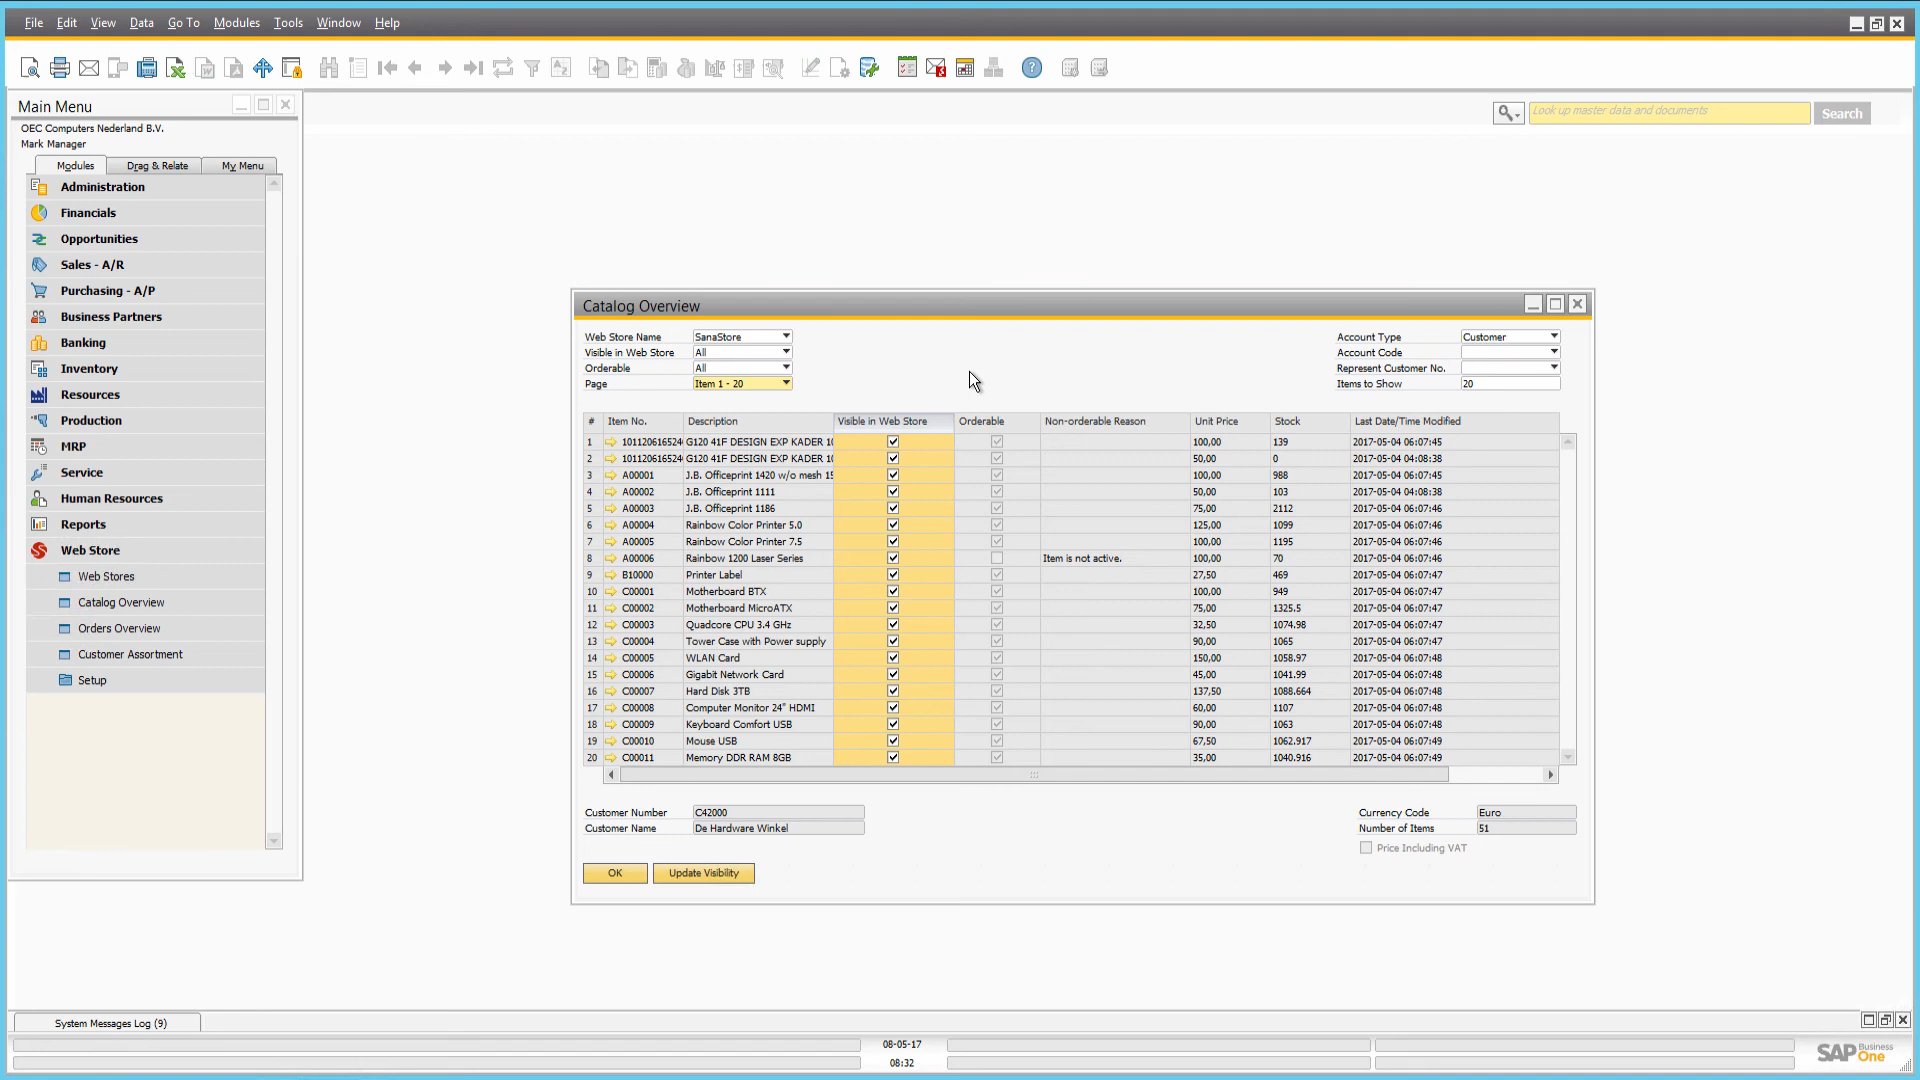 File Edit View Data Go To Modules Tools Window Help
Main Menu
OEC Computers Nederland B.V.
Mark Manager
Modules Drag & Relate My Menu
Administration
Financials
Opportunities
Sales - A/R
Purchasing - A/P
Business Partners
Banking
Inventory
Resources
Production
MRP
Service
Human Resources
Reports
Web Store
Web Stores
Catalog Overview
Orders Overview
Customer Assortment
Setup
Look up master data and documents Search
Catalog Overview
Web Store Name SanaStore Account Type Customer
Visible in Web Store All Account Code
Orderable All Represent Customer No.
Page Item 1 - 20 Items to Show 20
# Item No. Description Visible in Web Store Orderable Non-orderable Reason Unit Price Stock Last Date/Time Modified
1 1011206165240 G120 41F DESIGN EXP KADER 10 100,00 139 2017-05-04 06:07:45
2 1011206165240 G120 41F DESIGN EXP KADER 10 50,00 0 2017-05-04 04:08:38
3 A00001 J.B. Officeprint 1420 w/o mesh 15 100,00 988 2017-05-04 06:07:45
4 A00002 J.B. Officeprint 1111 50,00 103 2017-05-04 04:08:38
5 A00003 J.B. Officeprint 1186 75,00 2112 2017-05-04 06:07:46
6 A00004 Rainbow Color Printer 5.0 125,00 1099 2017-05-04 06:07:46
7 A00005 Rainbow Color Printer 7.5 100,00 1195 2017-05-04 06:07:46
8 A00006 Rainbow 1200 Laser Series Item is not active. 100,00 70 2017-05-04 06:07:46
9 B10000 Printer Label 27,50 469 2017-05-04 06:07:47
10 C00001 Motherboard BTX 100,00 949 2017-05-04 06:07:47
11 C00002 Motherboard MicroATX 75,00 1325.5 2017-05-04 06:07:47
12 C00003 Quadcore CPU 3.4 GHz 32,50 1074.98 2017-05-04 06:07:47
13 C00004 Tower Case with Power supply 90,00 1065 2017-05-04 06:07:47
14 C00005 WLAN Card 150,00 1058.97 2017-05-04 06:07:48
15 C00006 Gigabit Network Card 45,00 1041.99 2017-05-04 06:07:48
16 C00007 Hard Disk 3TB 137,50 1088.664 2017-05-04 06:07:48
17 C00008 Computer Monitor 24" HDMI 60,00 1107 2017-05-04 06:07:48
18 C00009 Keyboard Comfort USB 90,00 1063 2017-05-04 06:07:48
19 C00010 Mouse USB 67,50 1062.917 2017-05-04 06:07:49
20 C00011 Memory DDR RAM 8GB 35,00 1040.916 2017-05-04 06:07:49
Customer Number C42000 Currency Code Euro
Customer Name De Hardware Winkel Number of Items 51
Price Including VAT
OK Update Visibility
System Messages Log (9)
08-05-17
08:32
SAP Business One